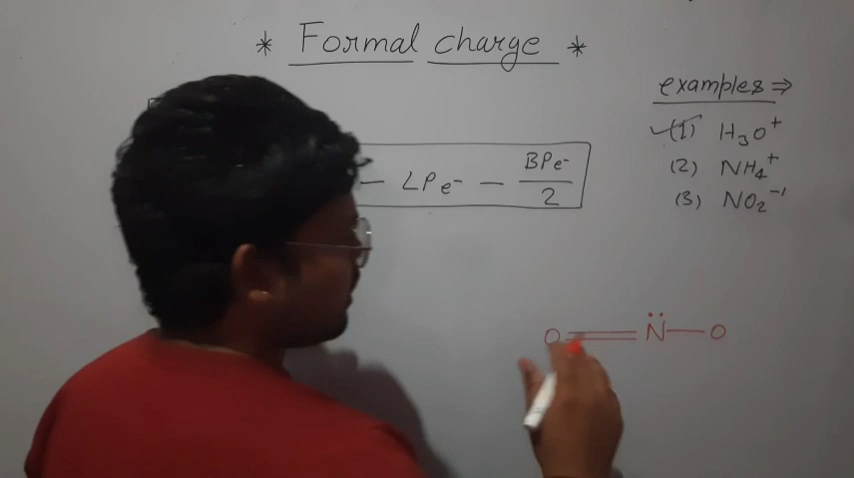 * Formal charge *
examples ⇒
(1) H₃O⁺
— LPe⁻ — BPe⁻/2
(2) NH₄⁺
(3) NO₂⁻¹
O=N̈—O